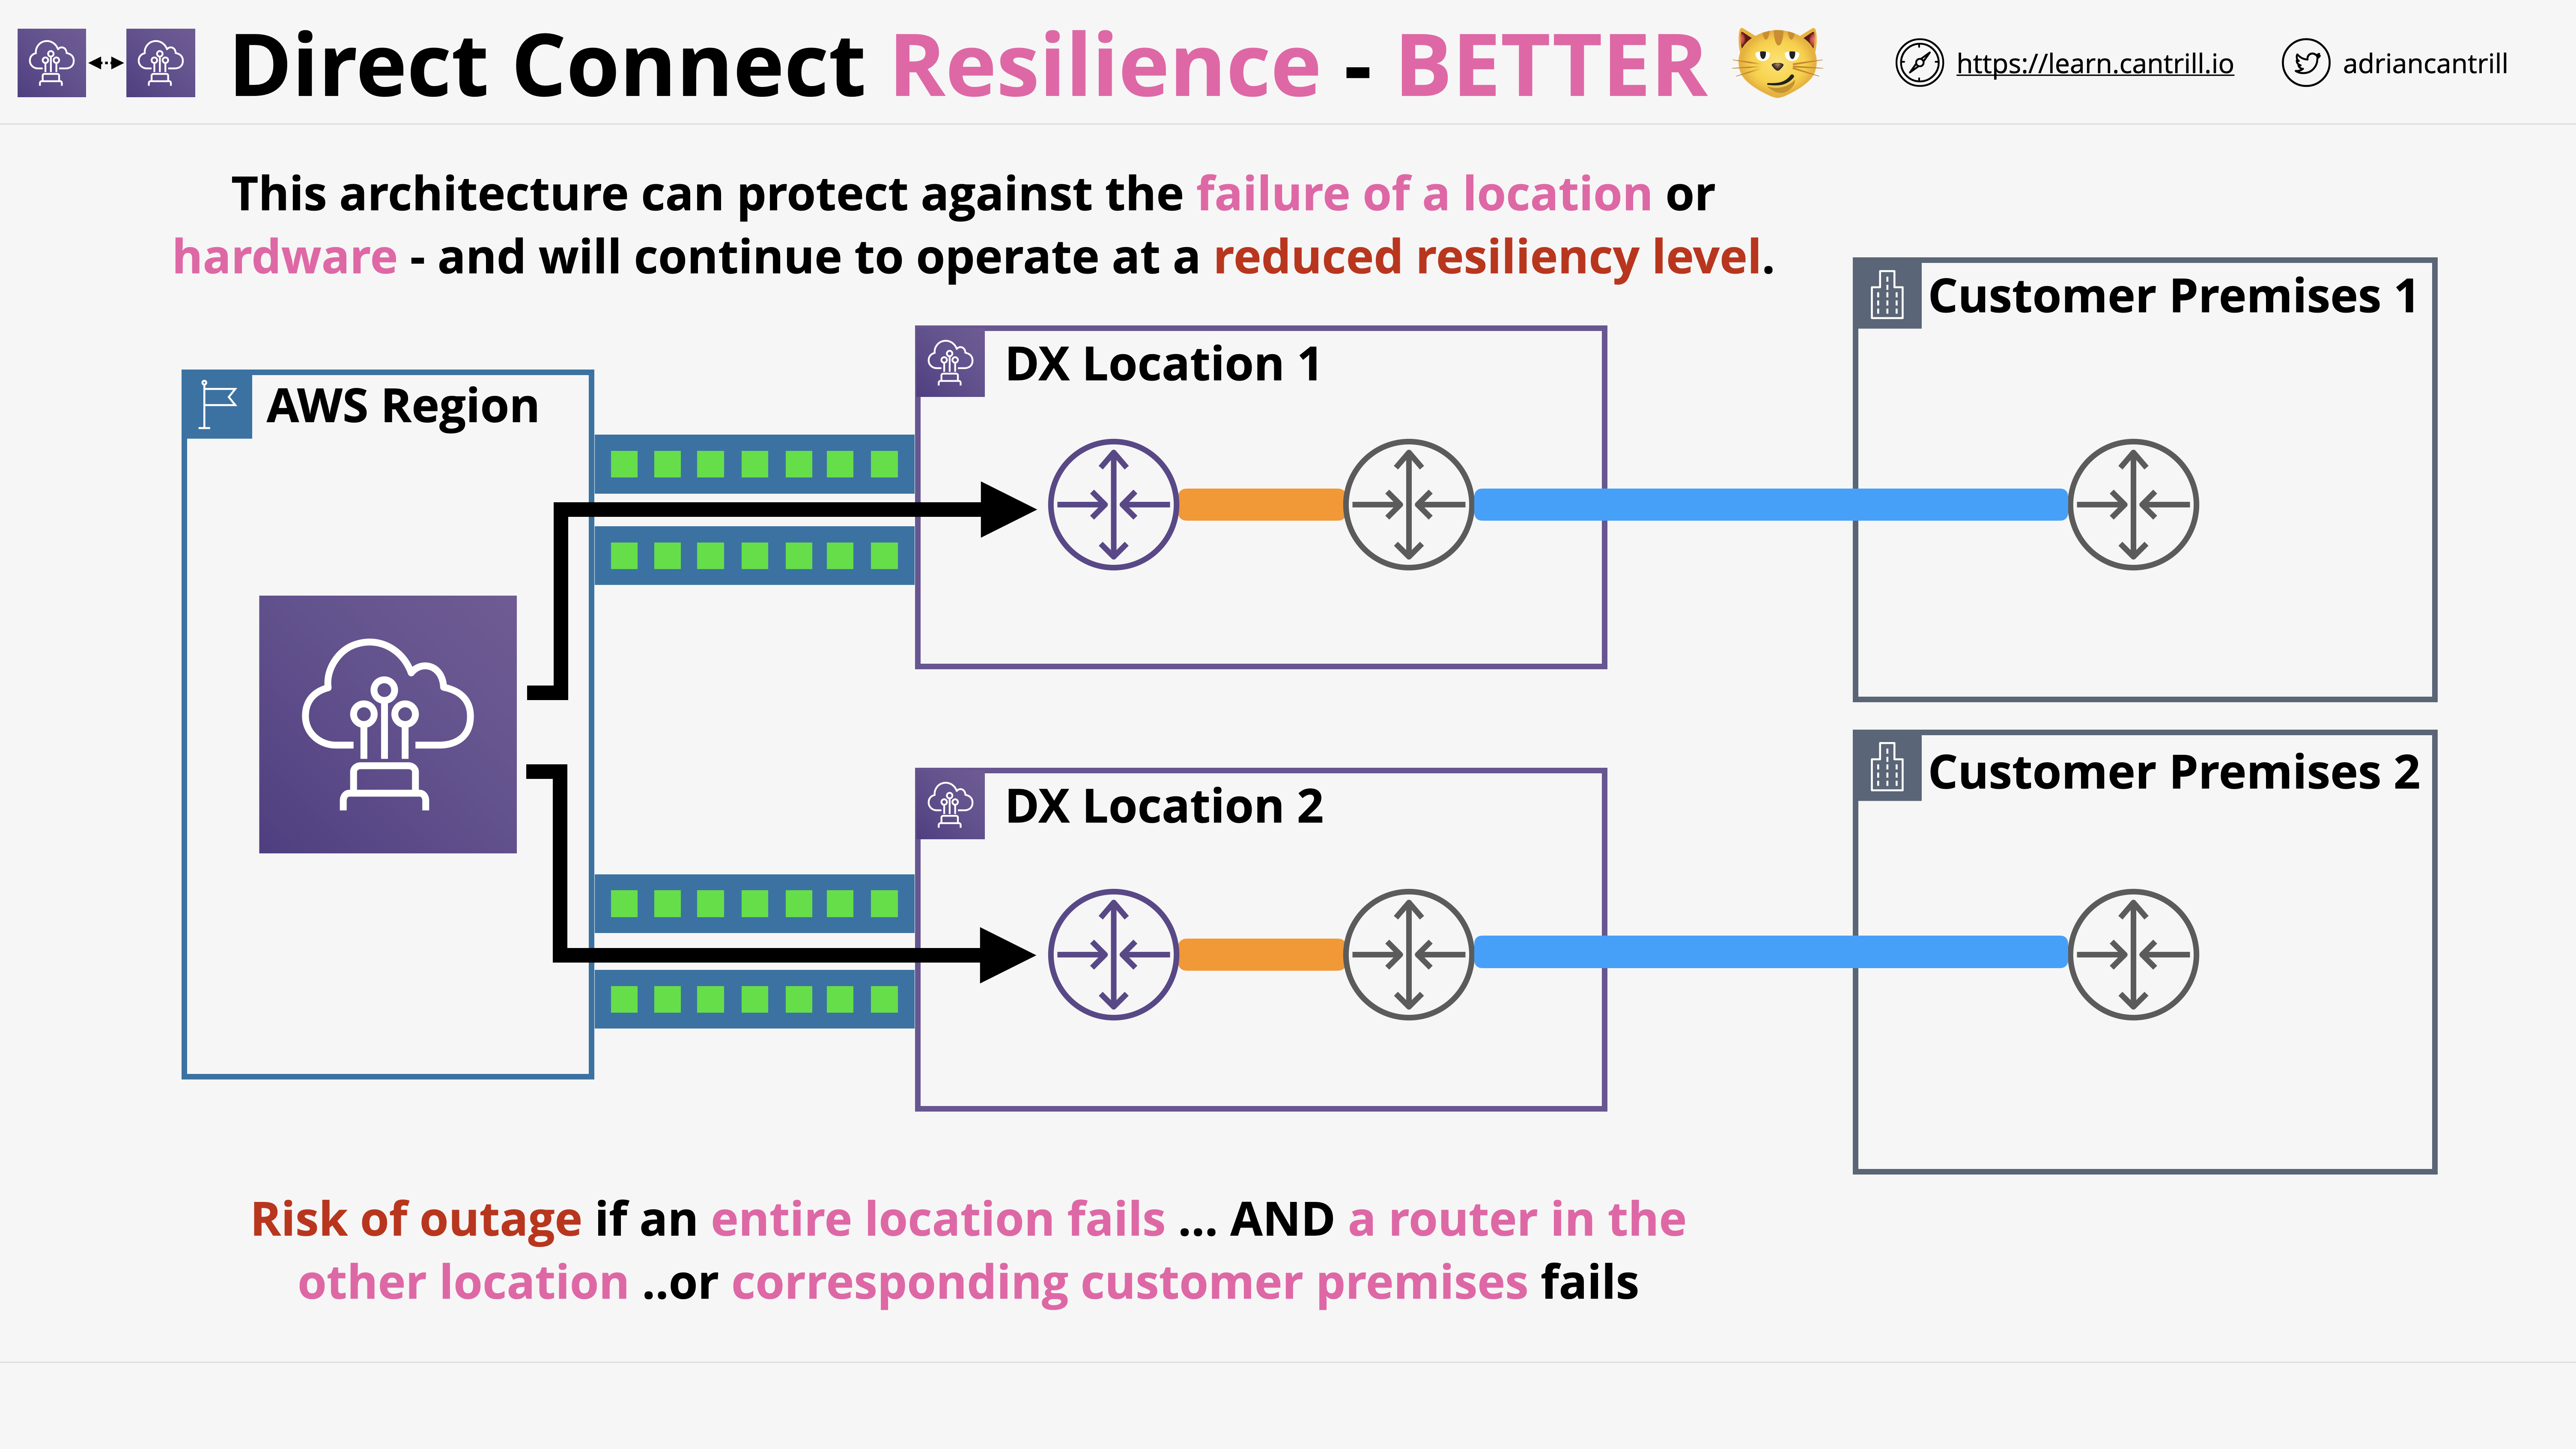 Direct Connect Resilience - BETTER
https://learn.cantrill.io
adriancantrill
This architecture can protect against the failure of a location or
hardware - and will continue to operate at a reduced resiliency level.
Customer Premises 1
DX Location 1
AWS Region
Customer Premises 2
DX Location 2
Risk of outage if an entire location fails ... AND a router in the
other location ..or corresponding customer premises fails